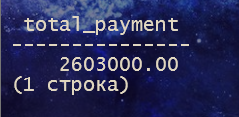 total_payment
---------------
2603000.00
(1 строка)